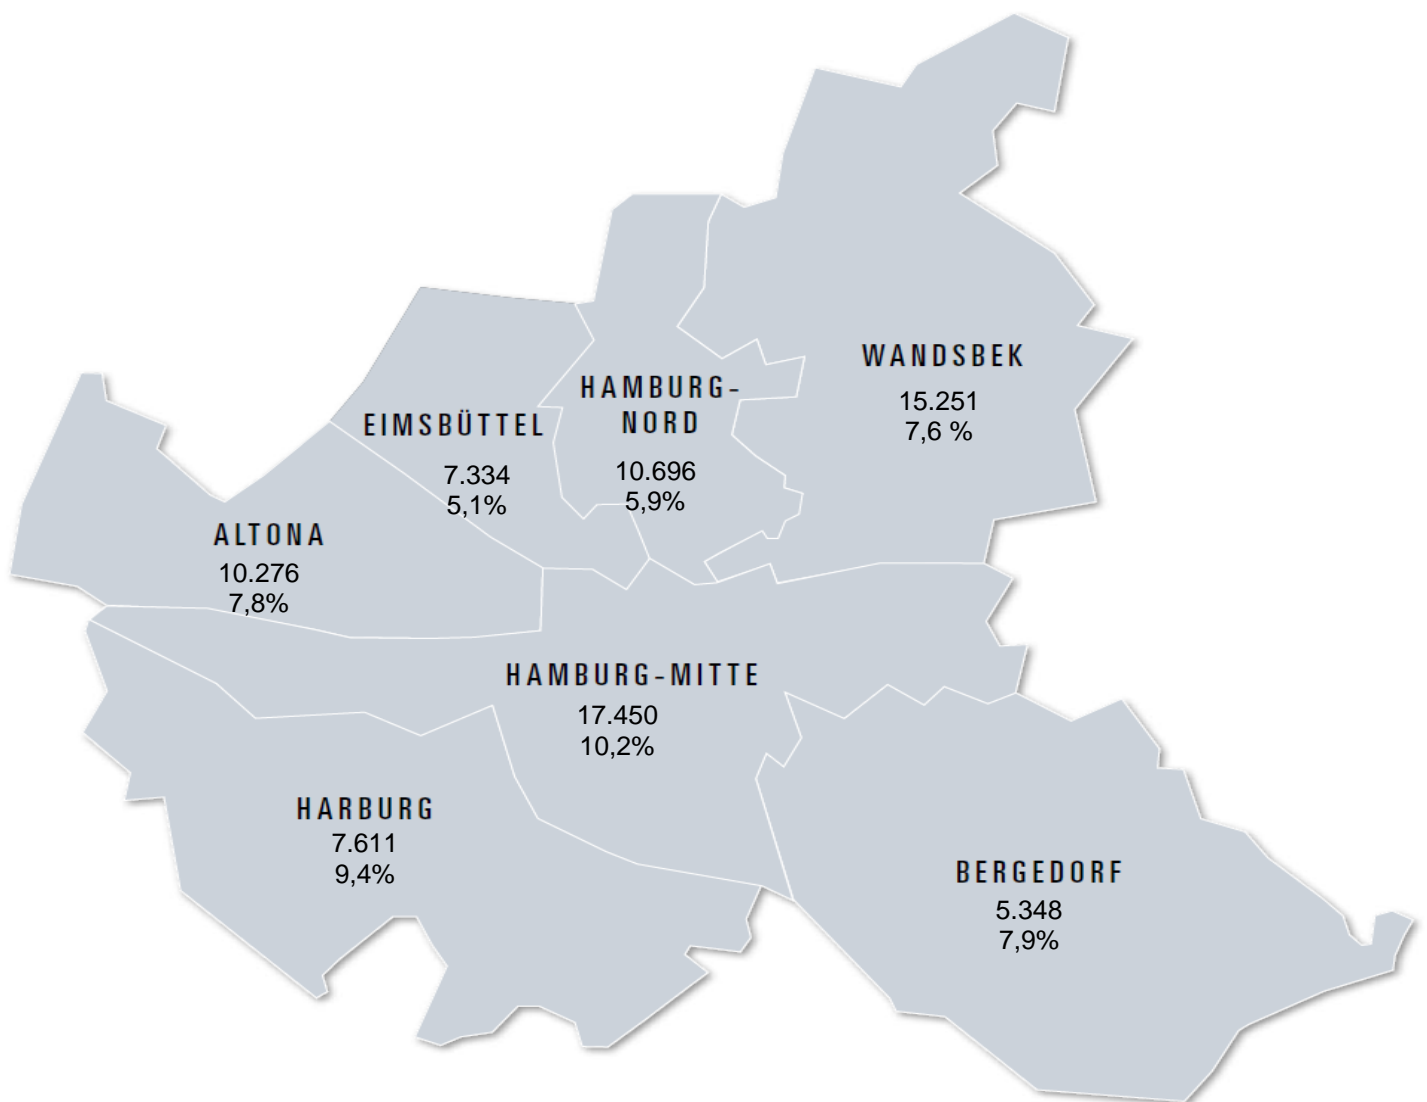 WANDSBEK
15.251
7,6 %
HAMBURG-
NORD
10.696
5,9%
EIMSBÜTTEL
7.334
5,1%
ALTONA
10.276
7,8%
HAMBURG-MITTE
17.450
10,2%
HARBURG
7.611
9,4%
BERGEDORF
5.348
7,9%